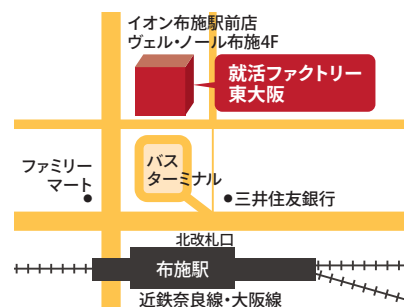 イオン布施駅前店
ヴェル・ノール布施4F
就活ファクトリー
東大阪
ファミリー
マート
バス
ターミナル
三井住友銀行
北改札口
布施駅
近鉄奈良線・大阪線